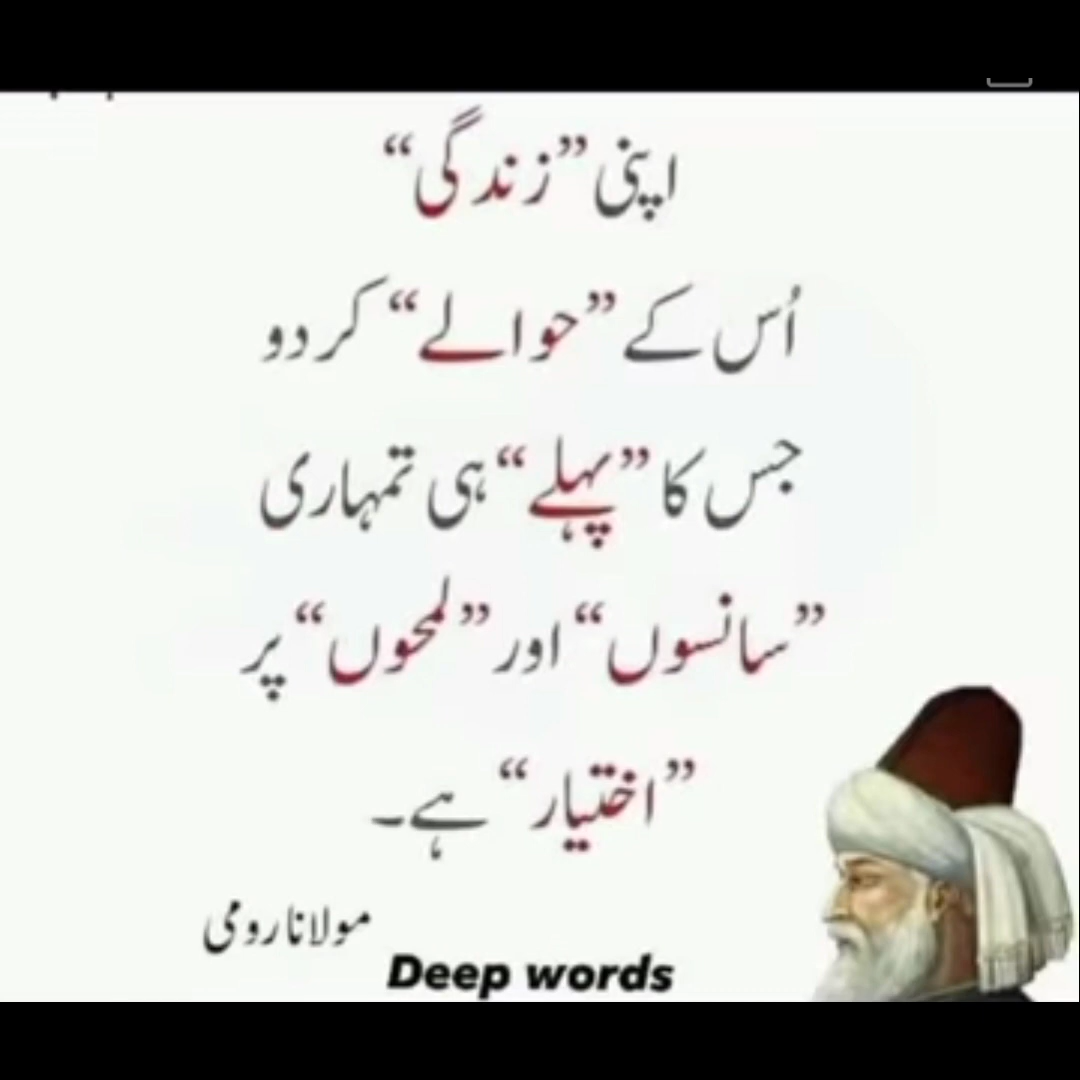 اپنی ”زندگی“
اُس کے ”حوالے“ کر دو
جس کا ”پہلے“ ہی تمہاری
”سانسوں“ اور ”لمحوں“ پر
”اختیار“ ہے۔
مولانا رومی
Deep words